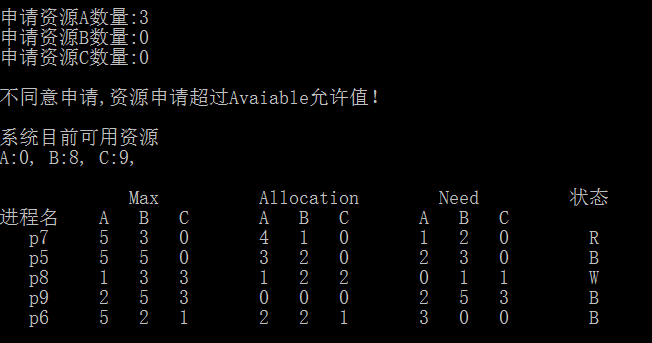 申请资源A数量:3
申请资源B数量:0
申请资源C数量:0
不同意申请,资源申请超过Avaiable允许值!
系统目前可用资源
A:0, B:8, C:9,
Max Allocation Need 状态
进程名 A B C A B C A B C
p7 5 3 0 4 1 0 1 2 0 R
p5 5 5 0 3 2 0 2 3 0 B
p8 1 3 3 1 2 2 0 1 1 W
p9 2 5 3 0 0 0 2 5 3 B
p6 5 2 1 2 2 1 3 0 0 B